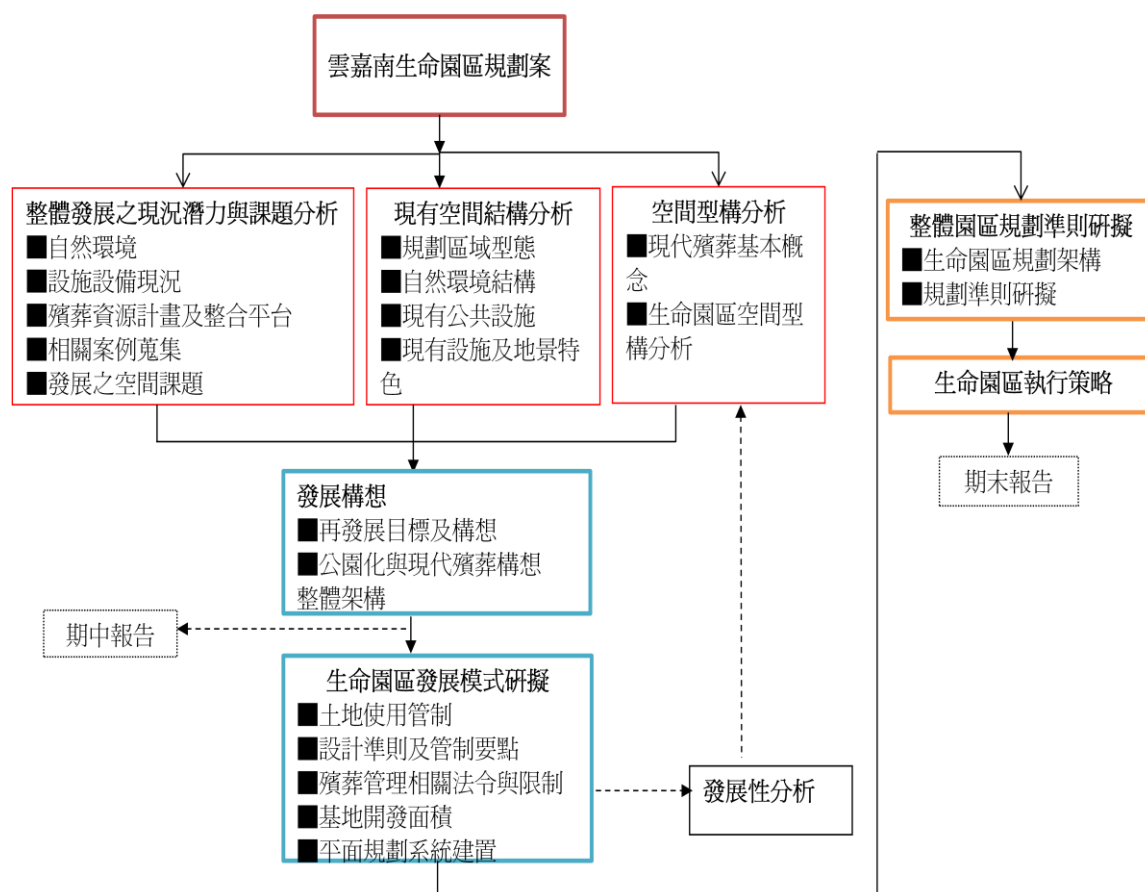 雲嘉南生命園區規劃案
整體發展之現況潛力與課題分析
■自然環境
■設施設備現況
■殯葬資源計畫及整合平台
■相關案例蒐集
■發展之空間課題
現有空間結構分析
■規劃區域型態
■自然環境結構
■現有公共設施
■現有設施及地景特
色
空間型構分析
■現代殯葬基本概
念
■生命園區空間型
構分析
發展構想
■再發展目標及構想
■公園化與現代殯葬構想
整體架構
期中報告
生命園區發展模式研擬
■土地使用管制
■設計準則及管制要點
■殯葬管理相關法令與限制
■基地開發面積
■平面規劃系統建置
發展性分析
整體園區規劃準則研擬
■生命園區規劃架構
■規劃準則研擬
生命園區執行策略
期末報告